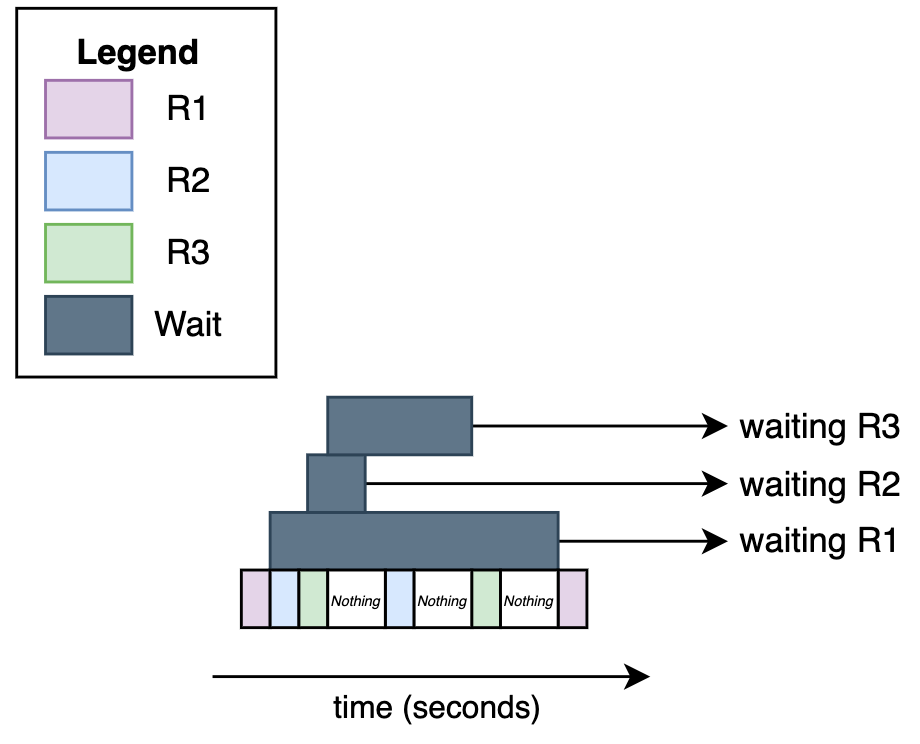 Legend
R1
R2
R3
Wait
waiting R3
waiting R2
waiting R1
Nothing Nothing Nothing
time (seconds)